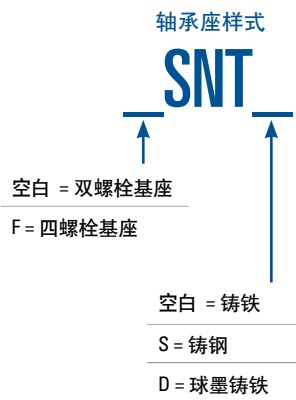 轴承座样式
__SNT__
空白 = 双螺栓基座
F = 四螺栓基座
空白 = 铸铁
S = 铸钢
D = 球墨铸铁